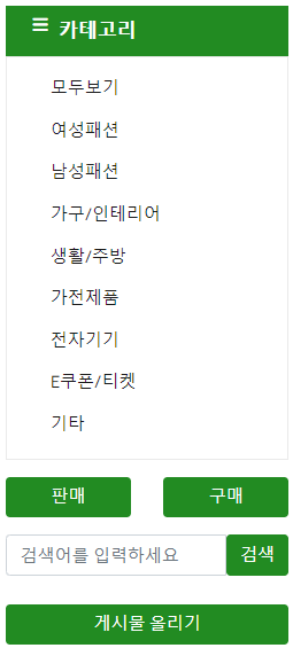 카테고리
모두보기
여성패션
남성패션
가구/인테리어
생활/주방
가전제품
전자기기
E쿠폰/티켓
기타
판매 구매
검색어를 입력하세요 검색
게시물 올리기